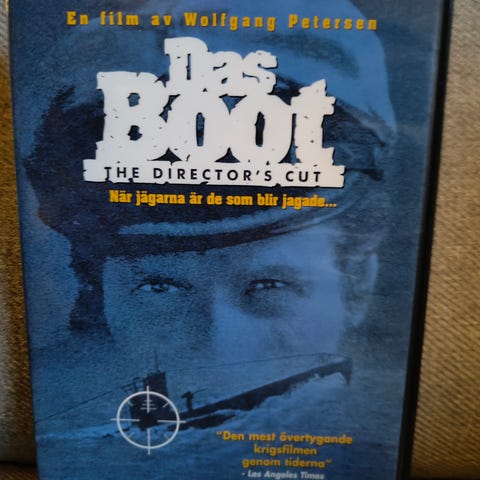 En film av Wolfgang Petersen
Das
Boot
THE DIRECTOR'S CUT
När jägarna är de som blir jagade...
"Den mest övertygande
krigsfilmen
genom tiderna"
- Los Angeles Times